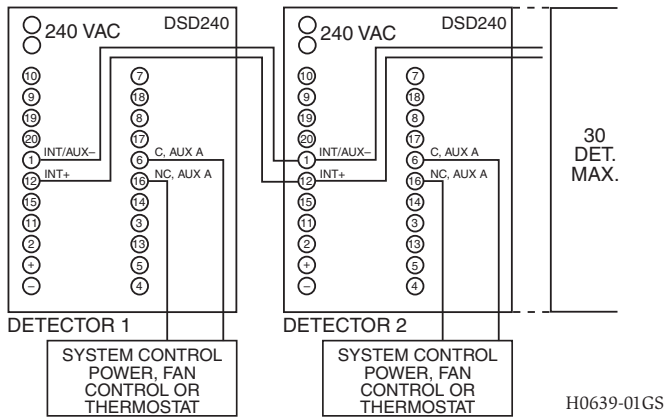 240 VAC
DSD240
10
9
19
20
1
12
15
11
2
+
–
INT/AUX–
INT+
7
18
8
17
6
16
14
3
13
5
4
C, AUX A
NC, AUX A
DETECTOR 1
SYSTEM CONTROL
POWER, FAN
CONTROL OR
THERMOSTAT
240 VAC
DSD240
10
9
19
20
1
12
15
11
2
+
–
INT/AUX–
INT+
7
18
8
17
6
16
14
3
13
5
4
C, AUX A
NC, AUX A
DETECTOR 2
SYSTEM CONTROL
POWER, FAN
CONTROL OR
THERMOSTAT
30
DET.
MAX.
H0639-01GS